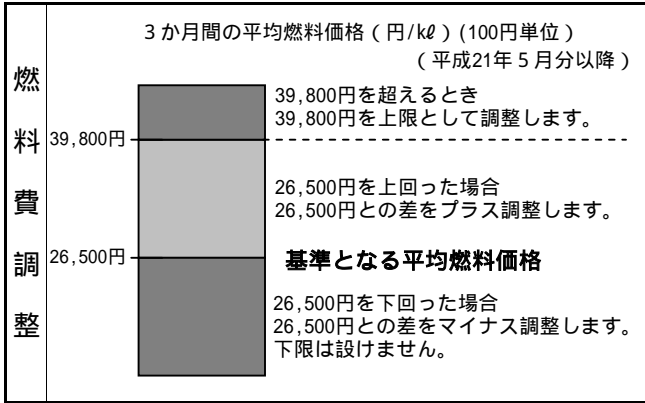 燃料費調整
3か月間の平均燃料価格(円/kℓ)(100円単位)
(平成21年5月分以降)
39,800円を超えるとき
39,800円を上限として調整します。
39,800円
26,500円を上回った場合
26,500円との差をプラス調整します。
26,500円
基準となる平均燃料価格
26,500円を下回った場合
26,500円との差をマイナス調整します。
下限は設けません。